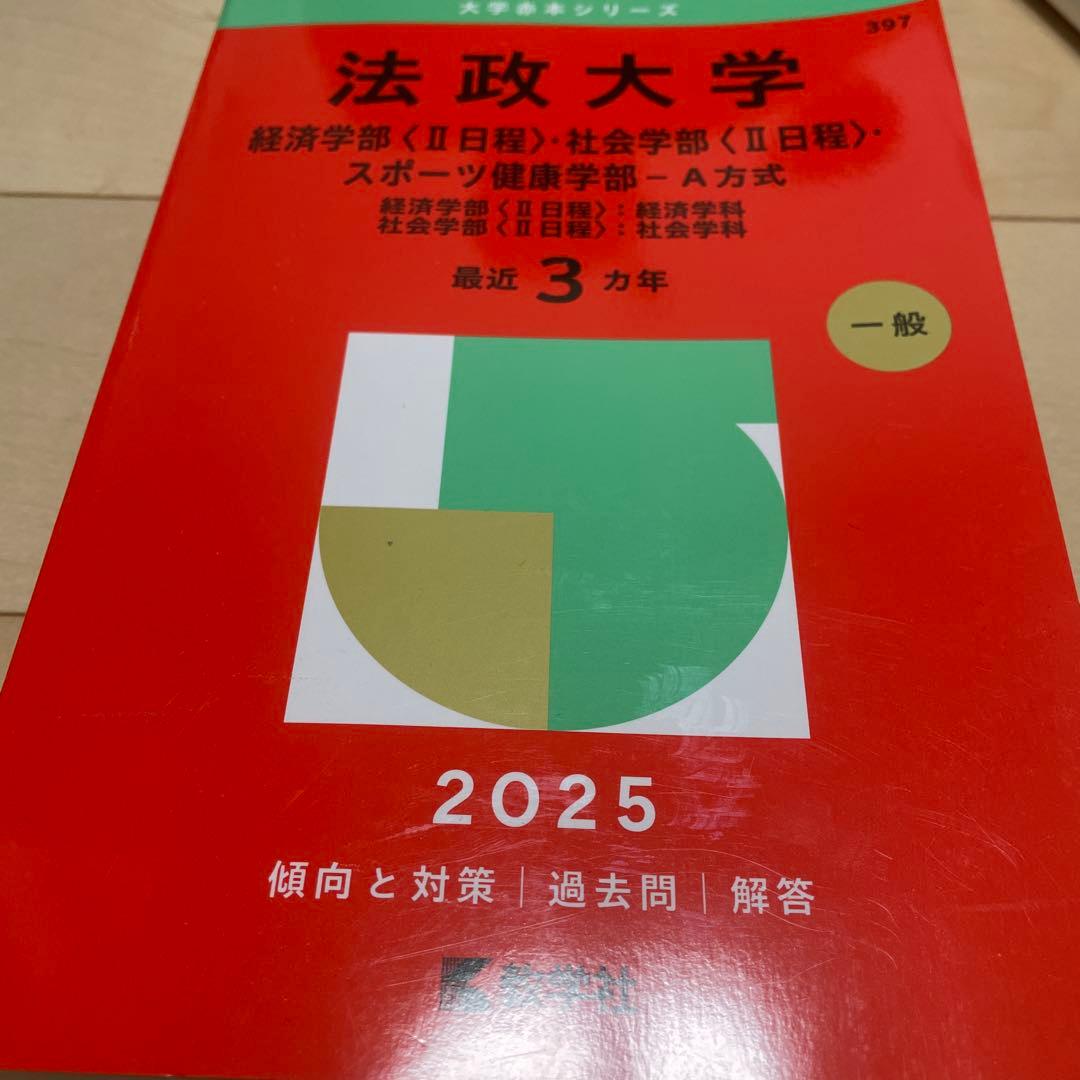 大学赤本シリーズ
397
法政大学
経済学部〈Ⅱ日程〉・社会学部〈Ⅱ日程〉・
スポーツ健康学部－A方式
経済学部〈Ⅱ日程〉：経済学科
社会学部〈Ⅱ日程〉：社会学科
最近3カ年
一般
2025
傾向と対策｜過去問｜解答
教学社